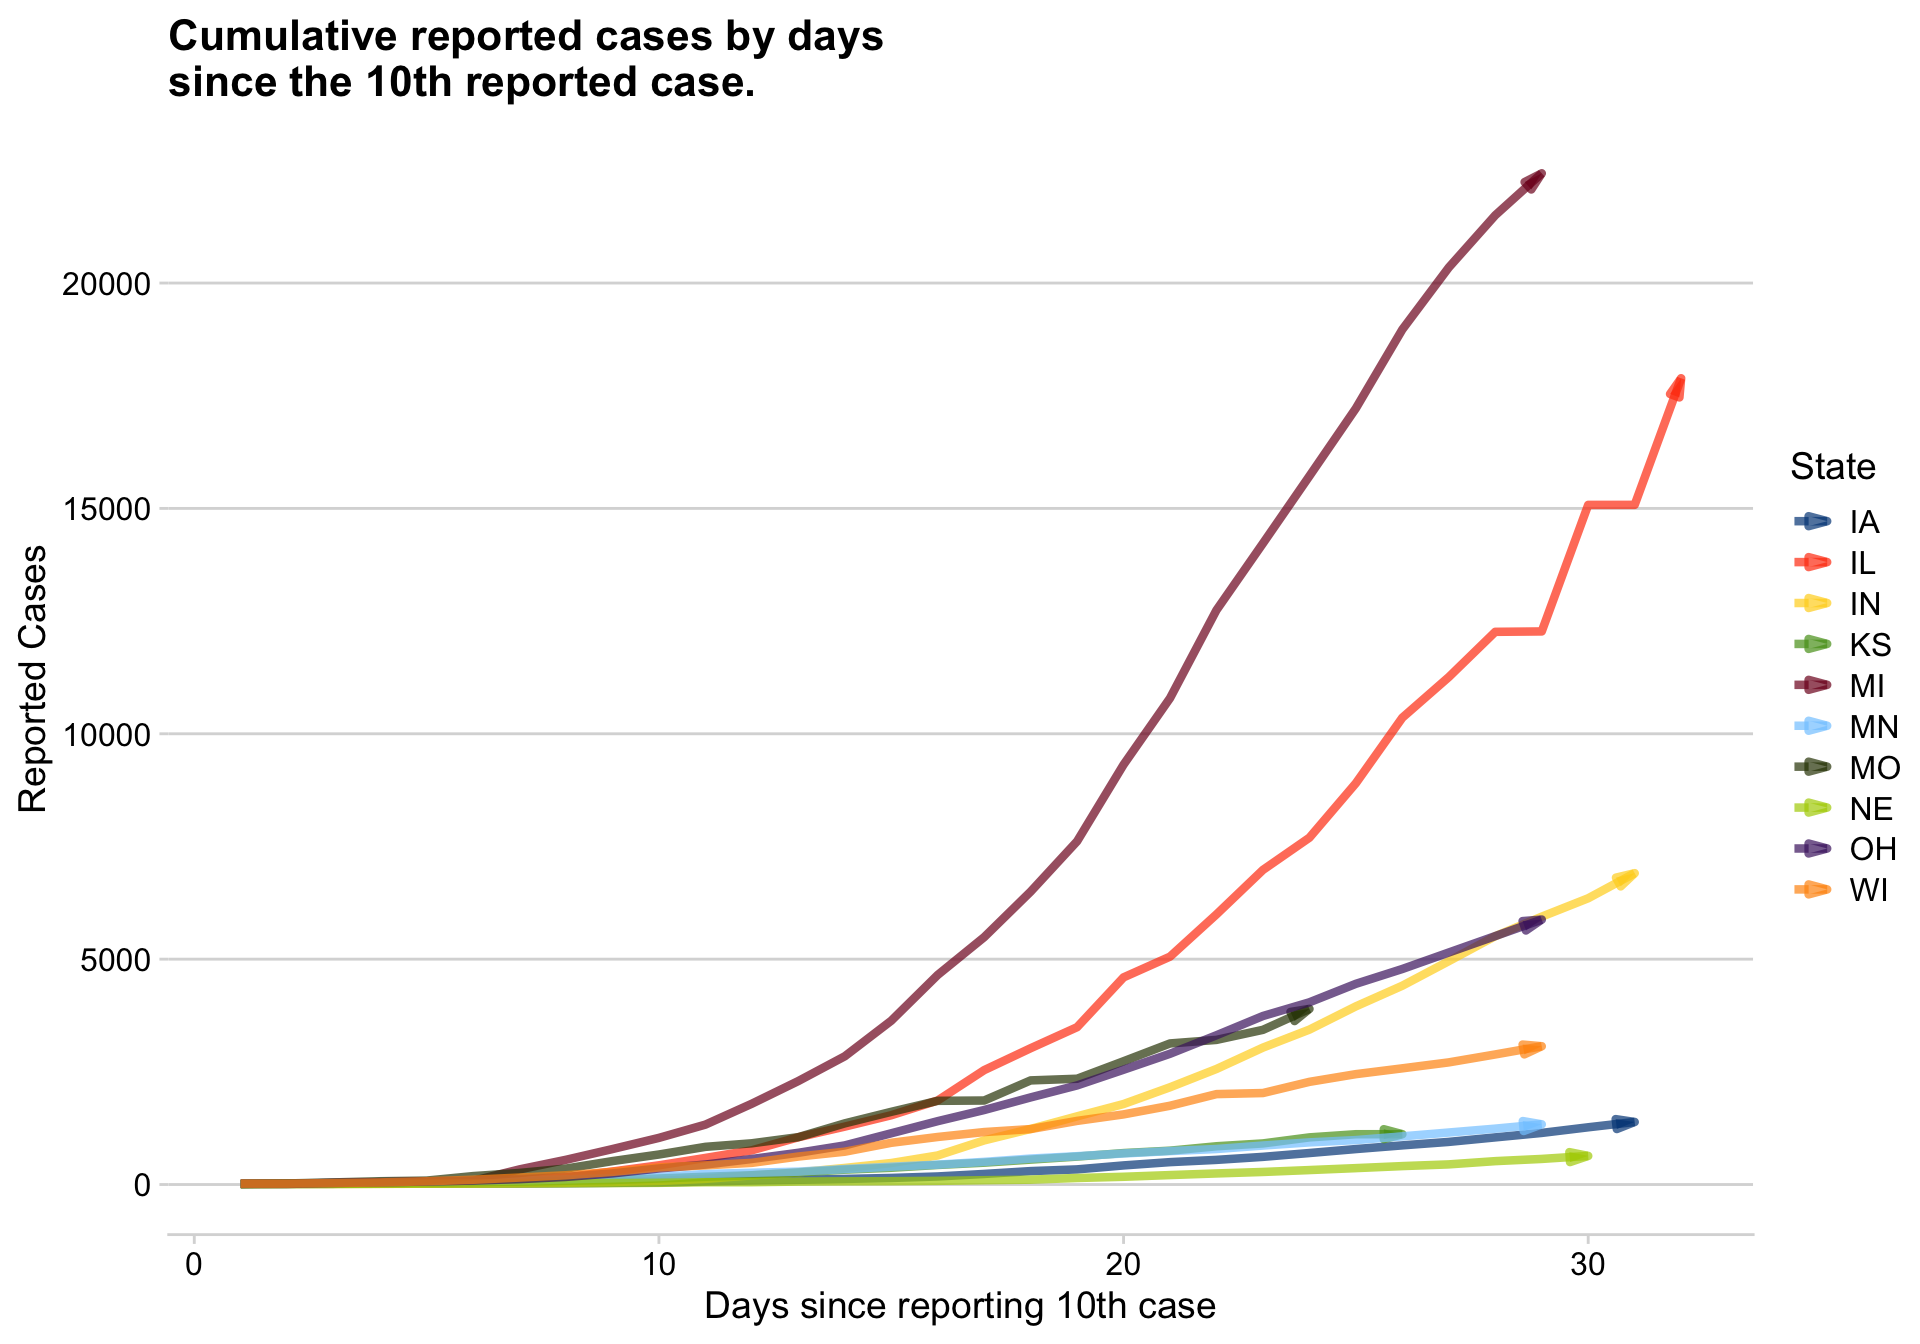 Cumulative reported cases by days
since the 10th reported case.
Reported Cases
20000
15000
10000
5000
0
0
10
20
30
Days since reporting 10th case
State
IA
IL
IN
KS
MI
MN
MO
NE
OH
WI